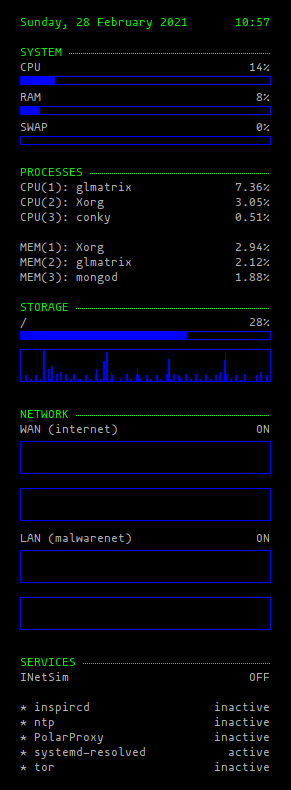 Sunday, 28 February 2021 10:57
SYSTEM
CPU 14%
RAM 8%
SWAP 0%
PROCESSES
CPU(1): glmatrix 7.36%
CPU(2): Xorg 3.05%
CPU(3): conky 0.51%
MEM(1): Xorg 2.94%
MEM(2): glmatrix 2.12%
MEM(3): mongod 1.88%
STORAGE
/ 28%
NETWORK
WAN (internet) ON
LAN (malwarenet) ON
SERVICES
INetSim OFF
* inspircd inactive
* ntp inactive
* PolarProxy inactive
* systemd-resolved active
* tor inactive